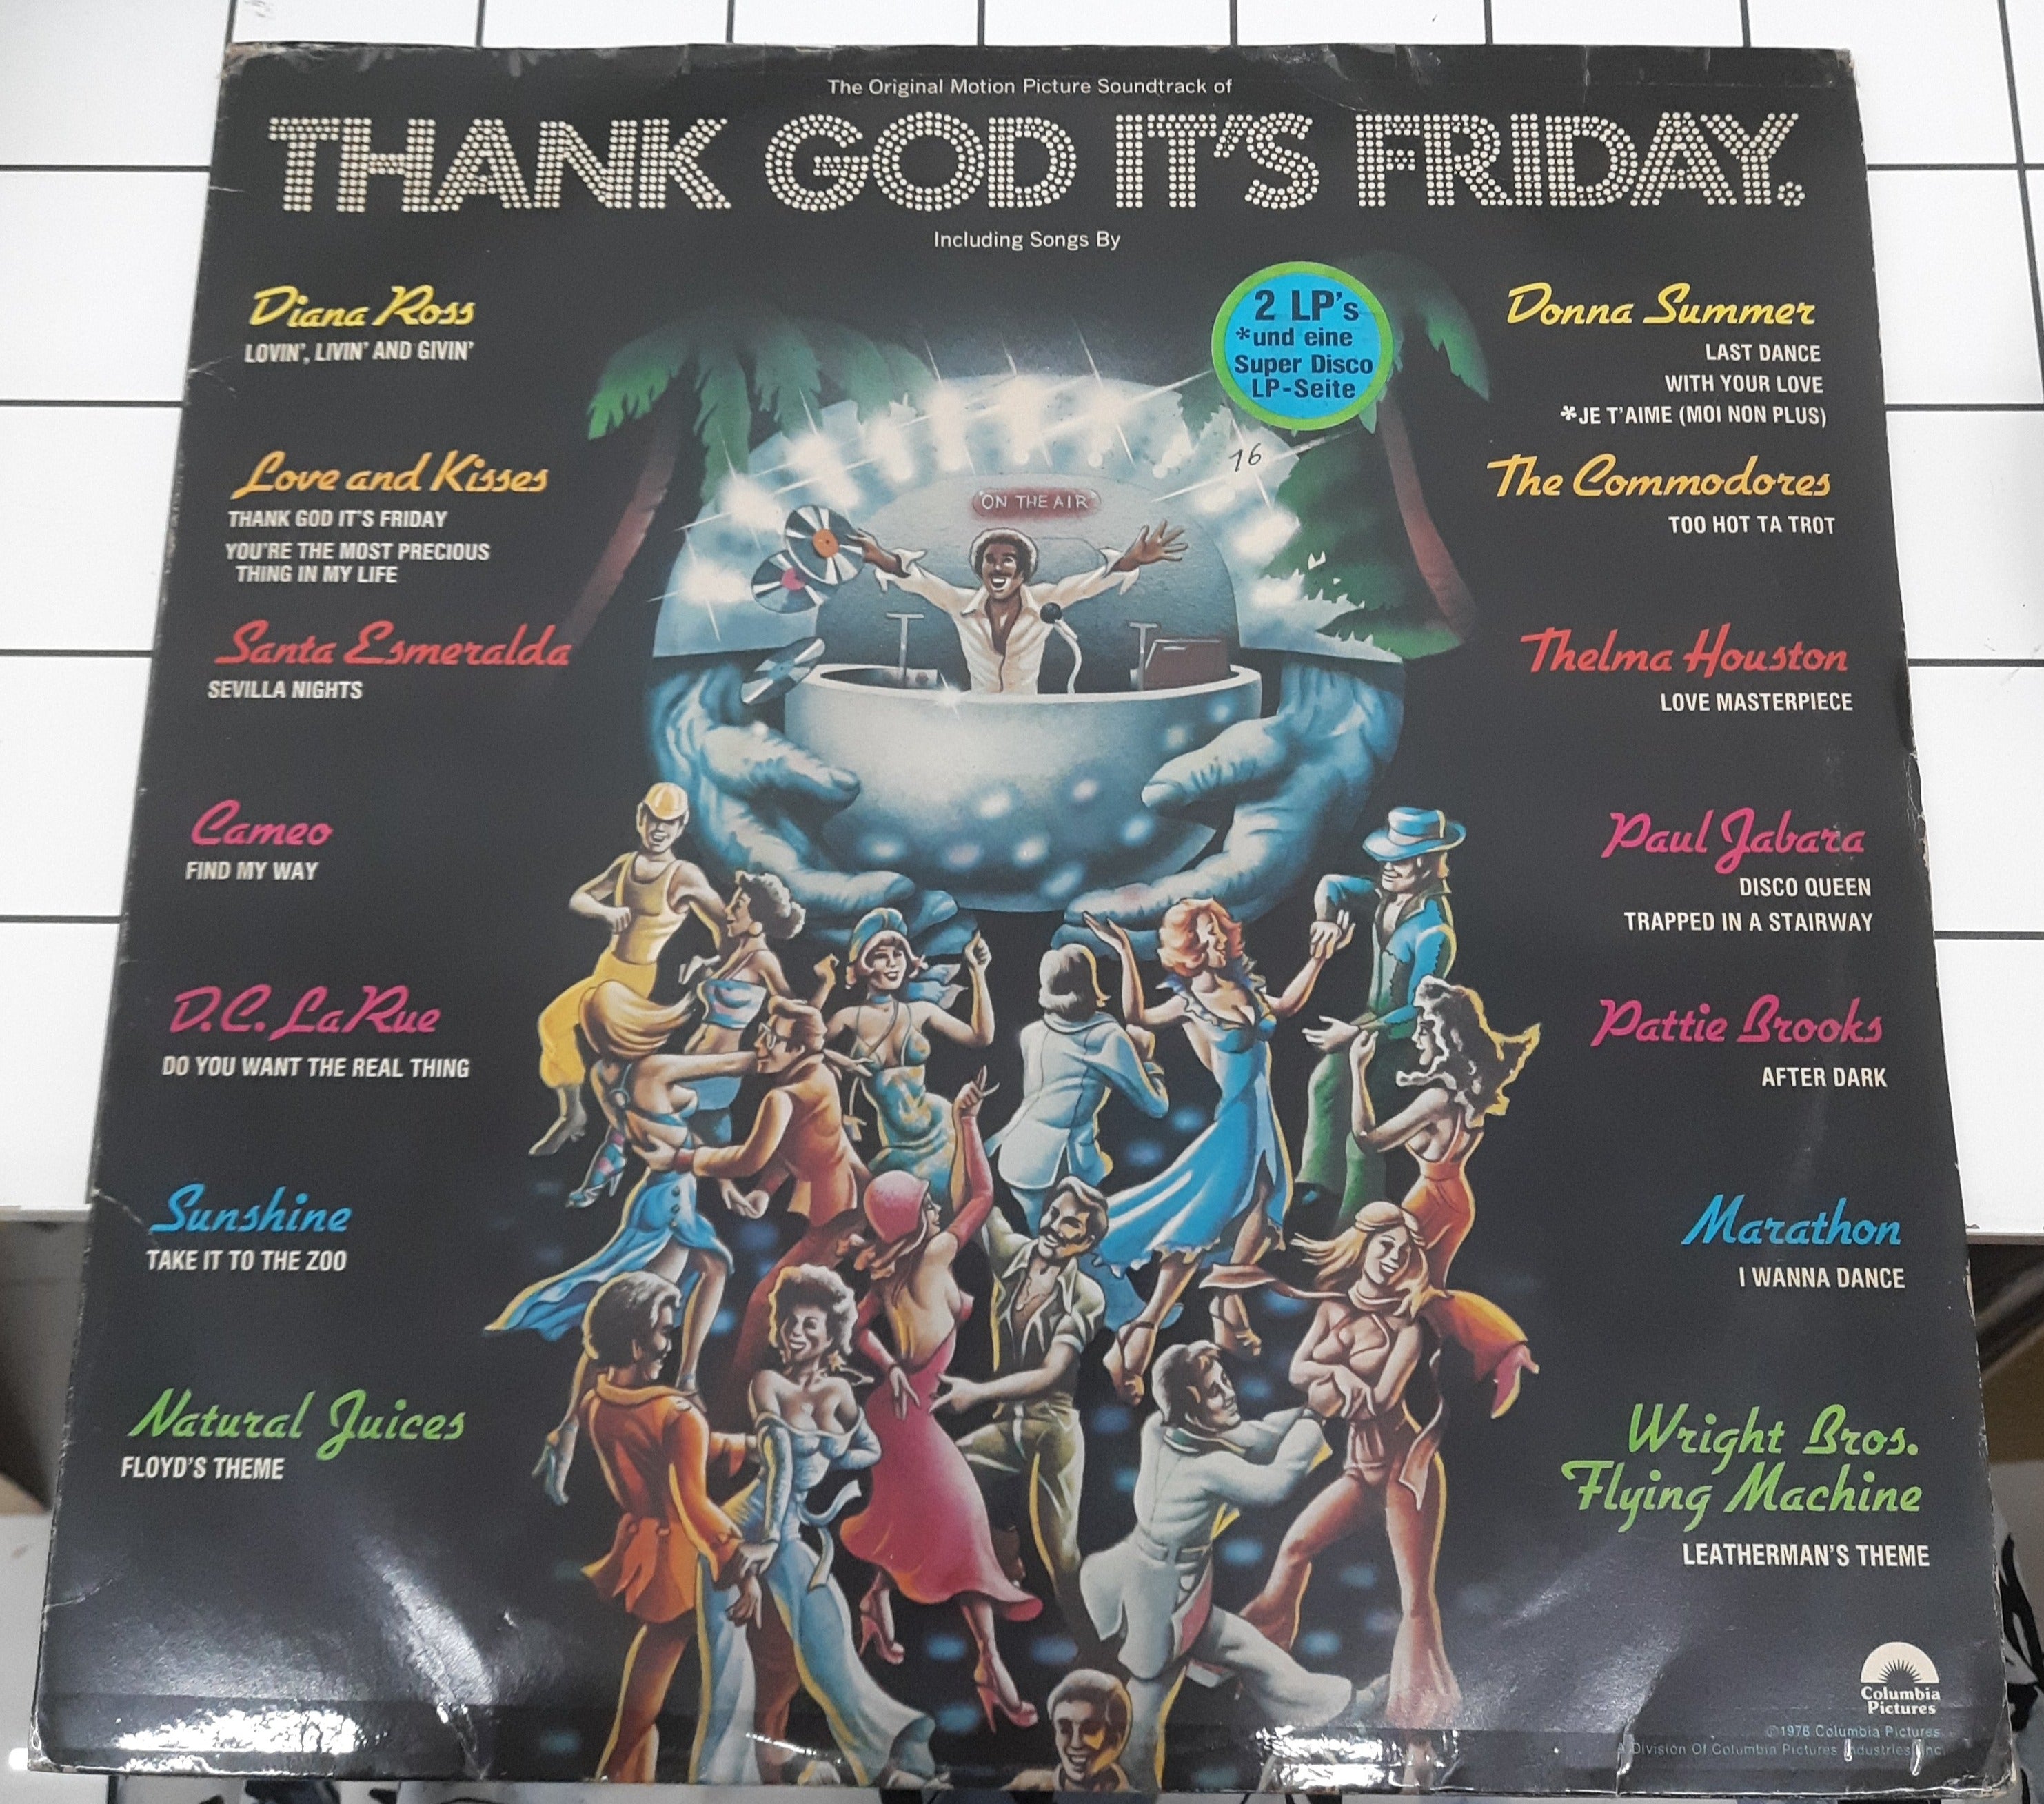 The Original Motion Picture Soundtrack of
THANK GOD IT'S FRIDAY.
Including Songs By
Diana Ross
LOVIN', LIVIN' AND GIVIN'
Love and Kisses
THANK GOD IT'S FRIDAY
YOU'RE THE MOST PRECIOUS
THING IN MY LIFE
Santa Esmeralda
SEVILLA NIGHTS
Cameo
FIND MY WAY
D.C. LaRue
DO YOU WANT THE REAL THING
Sunshine
TAKE IT TO THE ZOO
Natural Juices
FLOYD'S THEME
2 LP's
*und eine
Super Disco
LP-Seite
16
ON THE AIR
Donna Summer
LAST DANCE
WITH YOUR LOVE
*JE T'AIME (MOI NON PLUS)
The Commodores
TOO HOT TA TROT
Thelma Houston
LOVE MASTERPIECE
Paul Jabara
DISCO QUEEN
TRAPPED IN A STAIRWAY
Pattie Brooks
AFTER DARK
Marathon
I WANNA DANCE
Wright Bros.
Flying Machine
LEATHERMAN'S THEME
Columbia
Pictures
©1978 Columbia Pictures
A Division Of Columbia Pictures Industries, Inc.